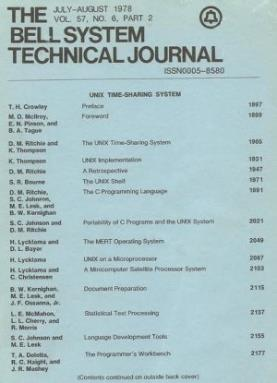 THE JULY-AUGUST 1978
VOL. 57, NO. 6, PART 2
BELL SYSTEM
TECHNICAL JOURNAL
ISSN0005-8580
UNIX TIME-SHARING SYSTEM
T. H. Crowley Preface 1897
M. D. McIlroy, Foreword 1899
E. N. Pinson, and
B. A. Tague
D. M. Ritchie and The UNIX Time-Sharing System 1905
K. Thompson
K. Thompson UNIX Implementation 1931
D. M. Ritchie A Retrospective 1947
S. R. Bourne The UNIX Shell 1971
D. M. Ritchie, The C Programming Language 1991
S. C. Johnson,
M. E. Lesk, and
B. W. Kernighan
S. C. Johnson and Portability of C Programs and the UNIX System 2021
D. M. Ritchie
H. Lycklama and The MERT Operating System 2049
D. L. Bayer
H. Lycklama UNIX on a Microprocessor 2087
H. Lycklama and A Minicomputer Satellite Processor System 2103
C. Christensen
B. W. Kernighan, Document Preparation 2115
M. E. Lesk, and
J. F. Ossanna, Jr.
L. E. McMahon, Statistical Text Processing 2137
L. L. Cherry, and
R. Morris
S. C. Johnson and Language Development Tools 2155
M. E. Lesk
T. A. Dolotta, The Programmer's Workbench 2177
R. C. Haight, and
J. R. Mashey
(Contents continued on outside back cover)